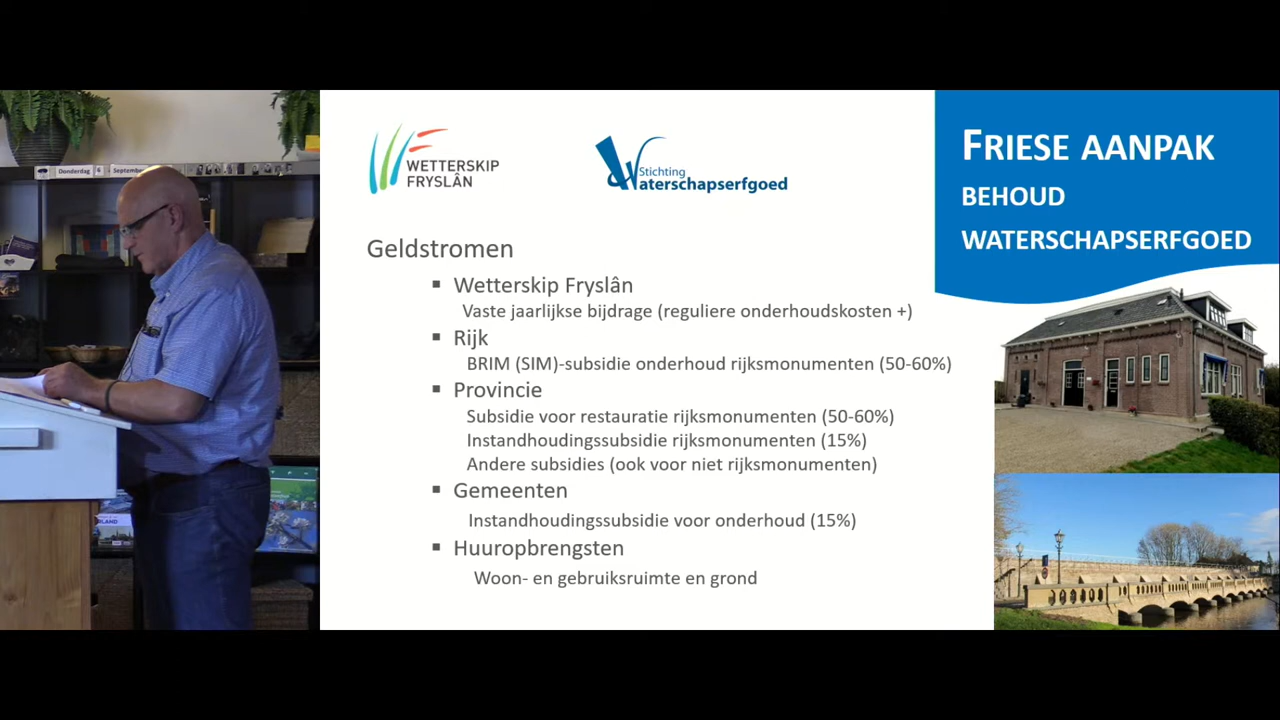 Donderdag 6 September
LAND
WETTERSKIP
FRYSLÂN
Stichting
Waterschapserfgoed
FRIESE AANPAK
BEHOUD
WATERSCHAPSERFGOED
Geldstromen
▪ Wetterskip Fryslân
Vaste jaarlijkse bijdrage (reguliere onderhoudskosten +)
▪ Rijk
BRIM (SIM)-subsidie onderhoud rijksmonumenten (50-60%)
▪ Provincie
Subsidie voor restauratie rijksmonumenten (50-60%)
Instandhoudingssubsidie rijksmonumenten (15%)
Andere subsidies (ook voor niet rijksmonumenten)
▪ Gemeenten
Instandhoudingssubsidie voor onderhoud (15%)
▪ Huuropbrengsten
Woon- en gebruiksruimte en grond